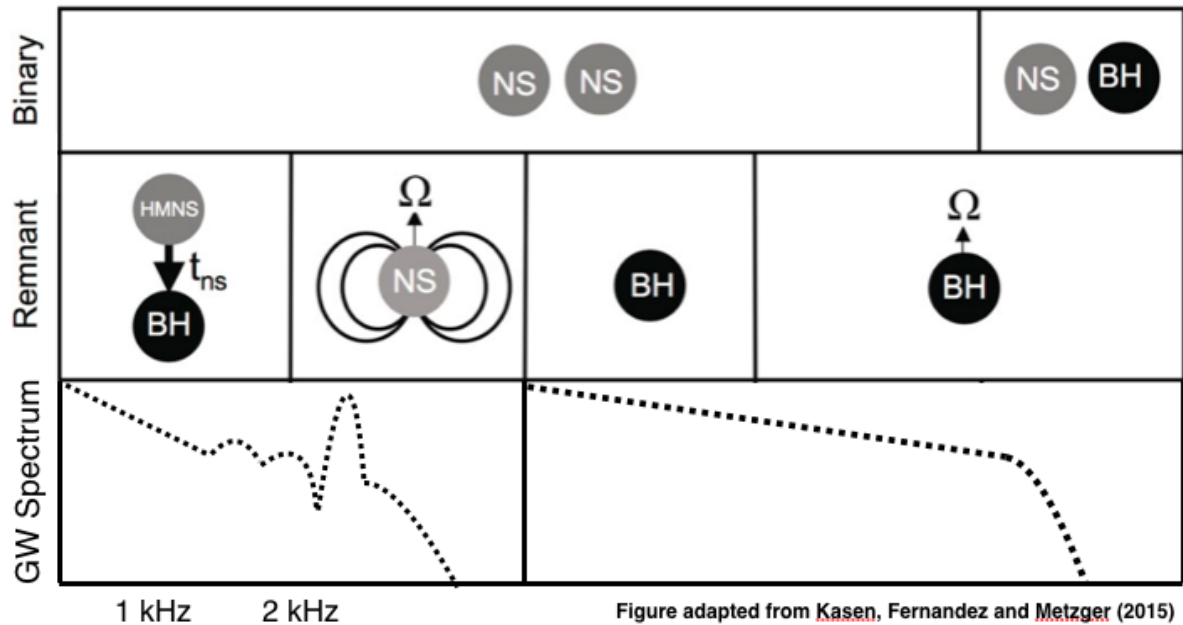 Binary
NS NS
NS BH
Remnant
HMNS
tns
BH
Ω
NS
BH
Ω
BH
GW Spectrum
1 kHz 2 kHz
Figure adapted from Kasen, Fernandez and Metzger (2015)